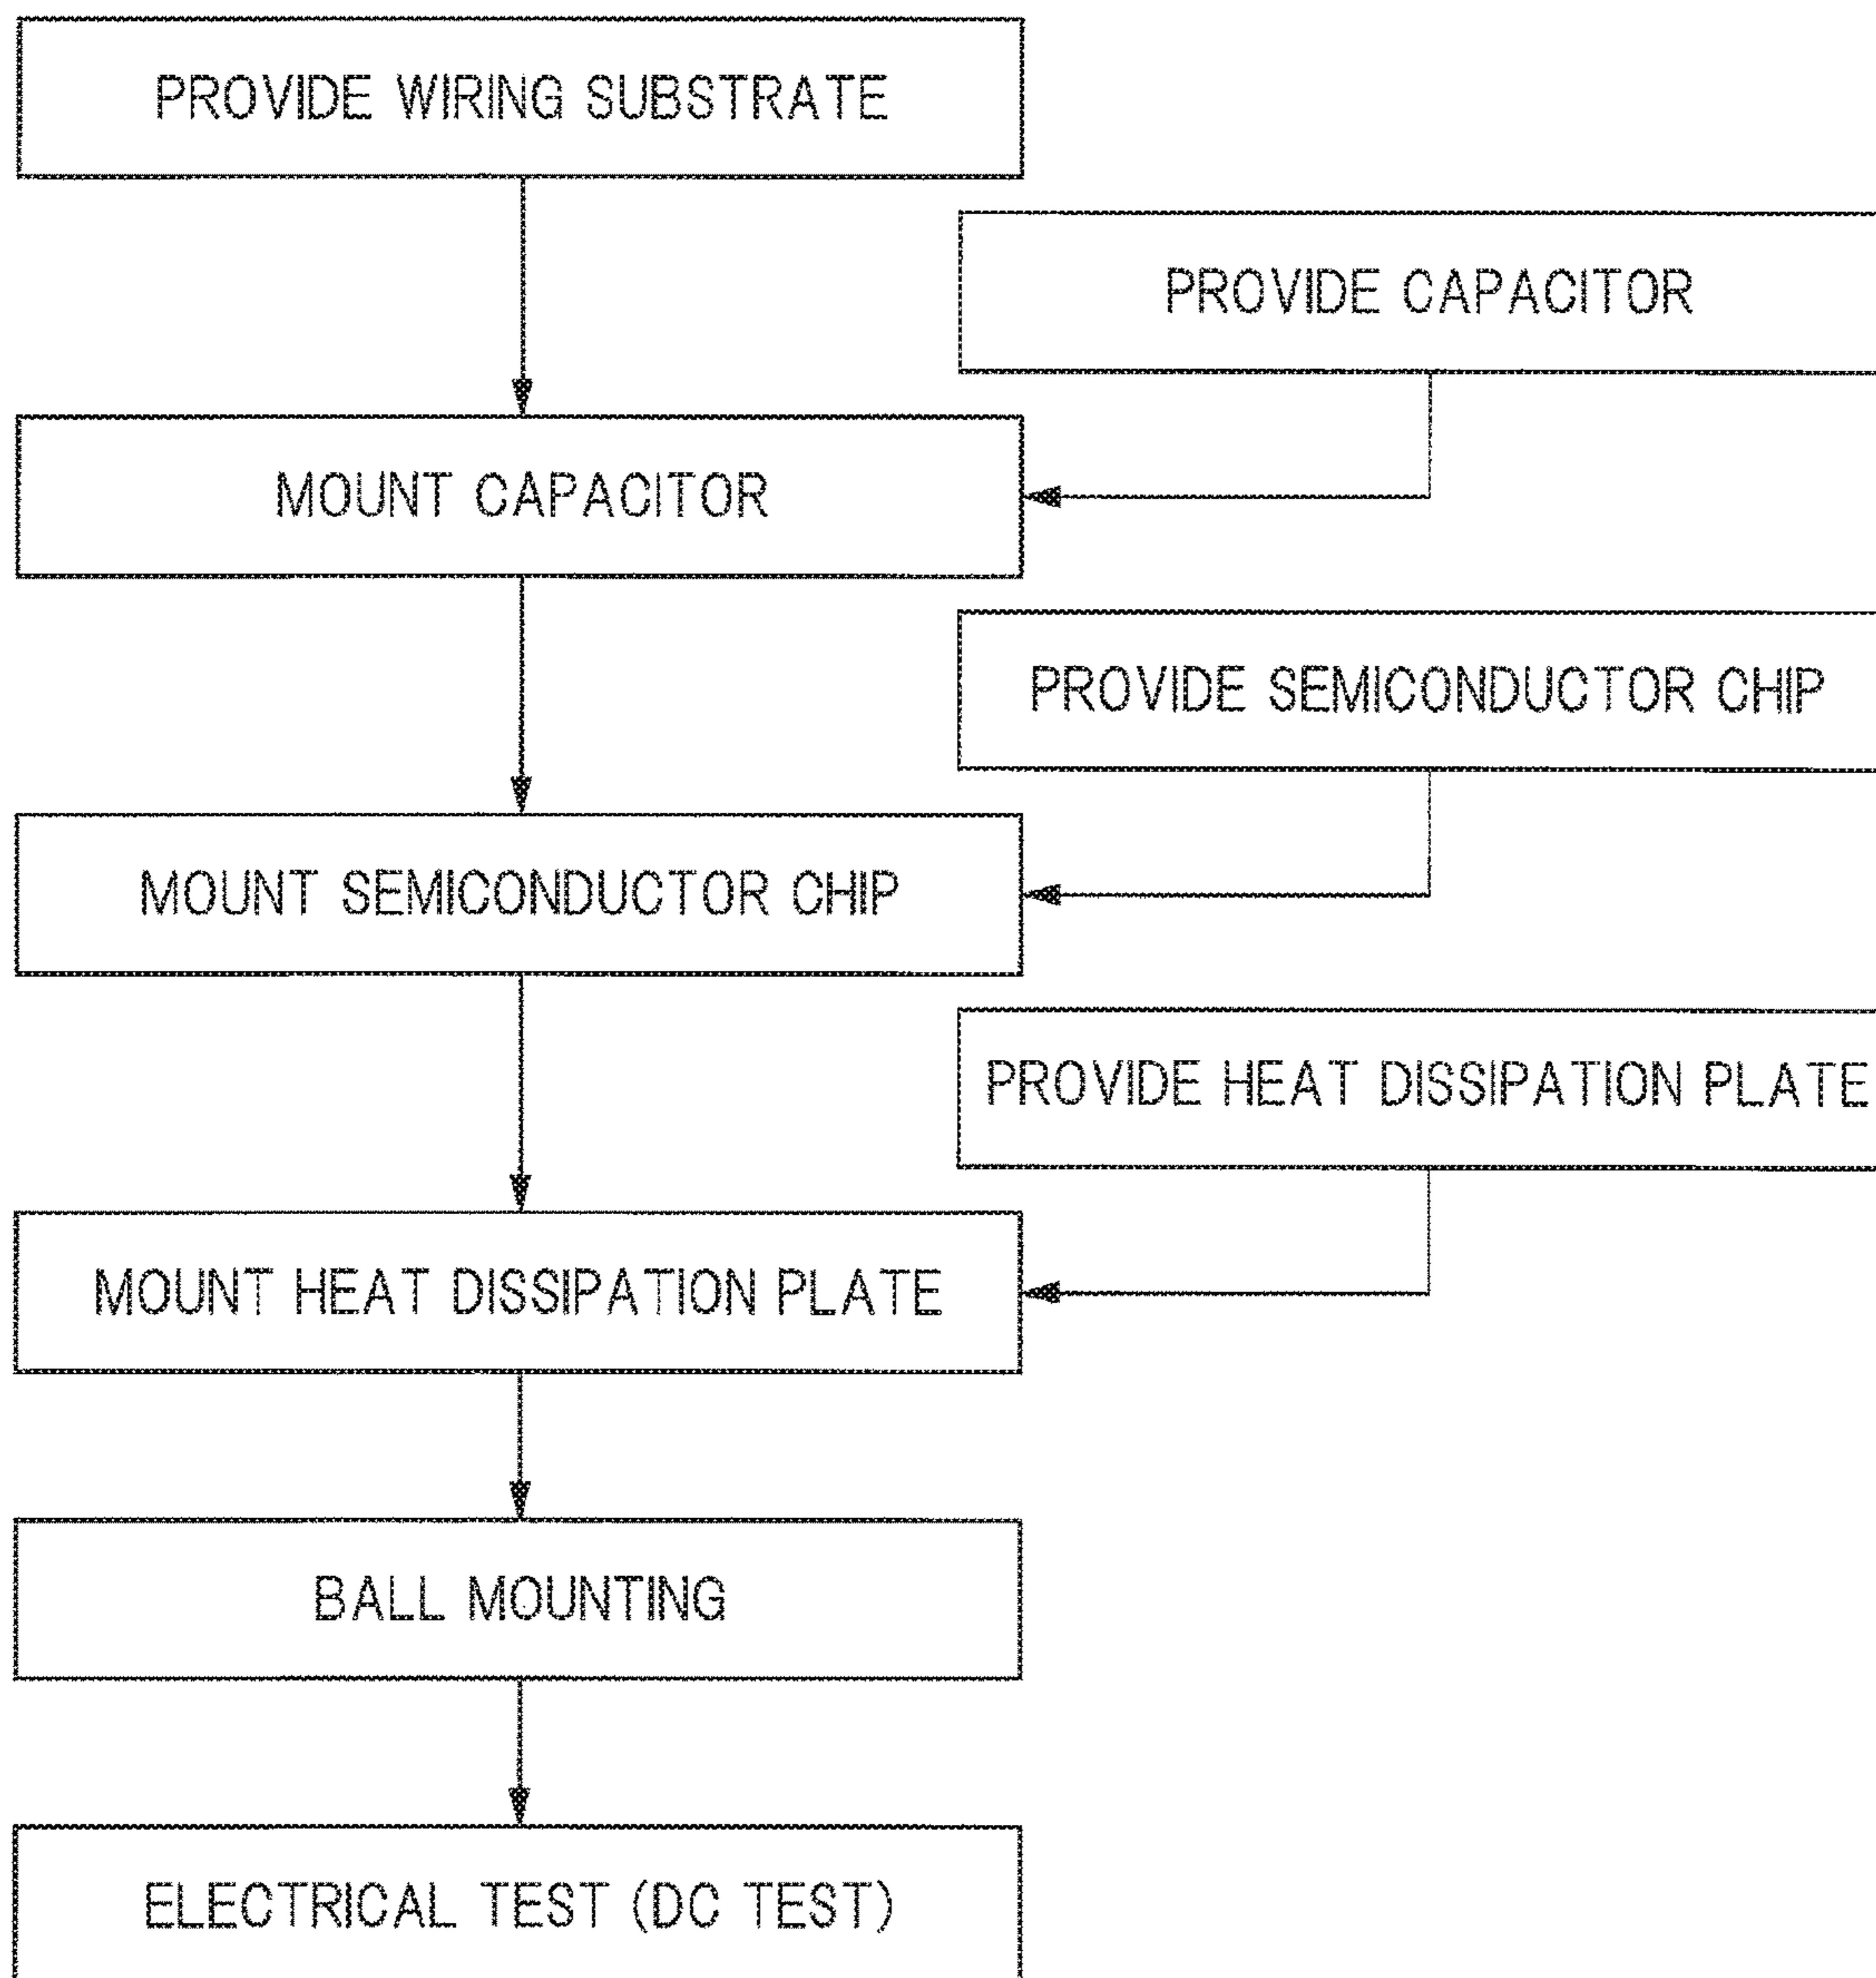 PROVIDE WIRING SUBSTRATE
PROVIDE CAPACITOR
MOUNT CAPACITOR
PROVIDE SEMICONDUCTOR CHIP
MOUNT SEMICONDUCTOR CHIP
PROVIDE HEAT DISSIPATION PLATE
MOUNT HEAT DISSIPATION PLATE
BALL MOUNTING
ELECTRICAL TEST (DC TEST)